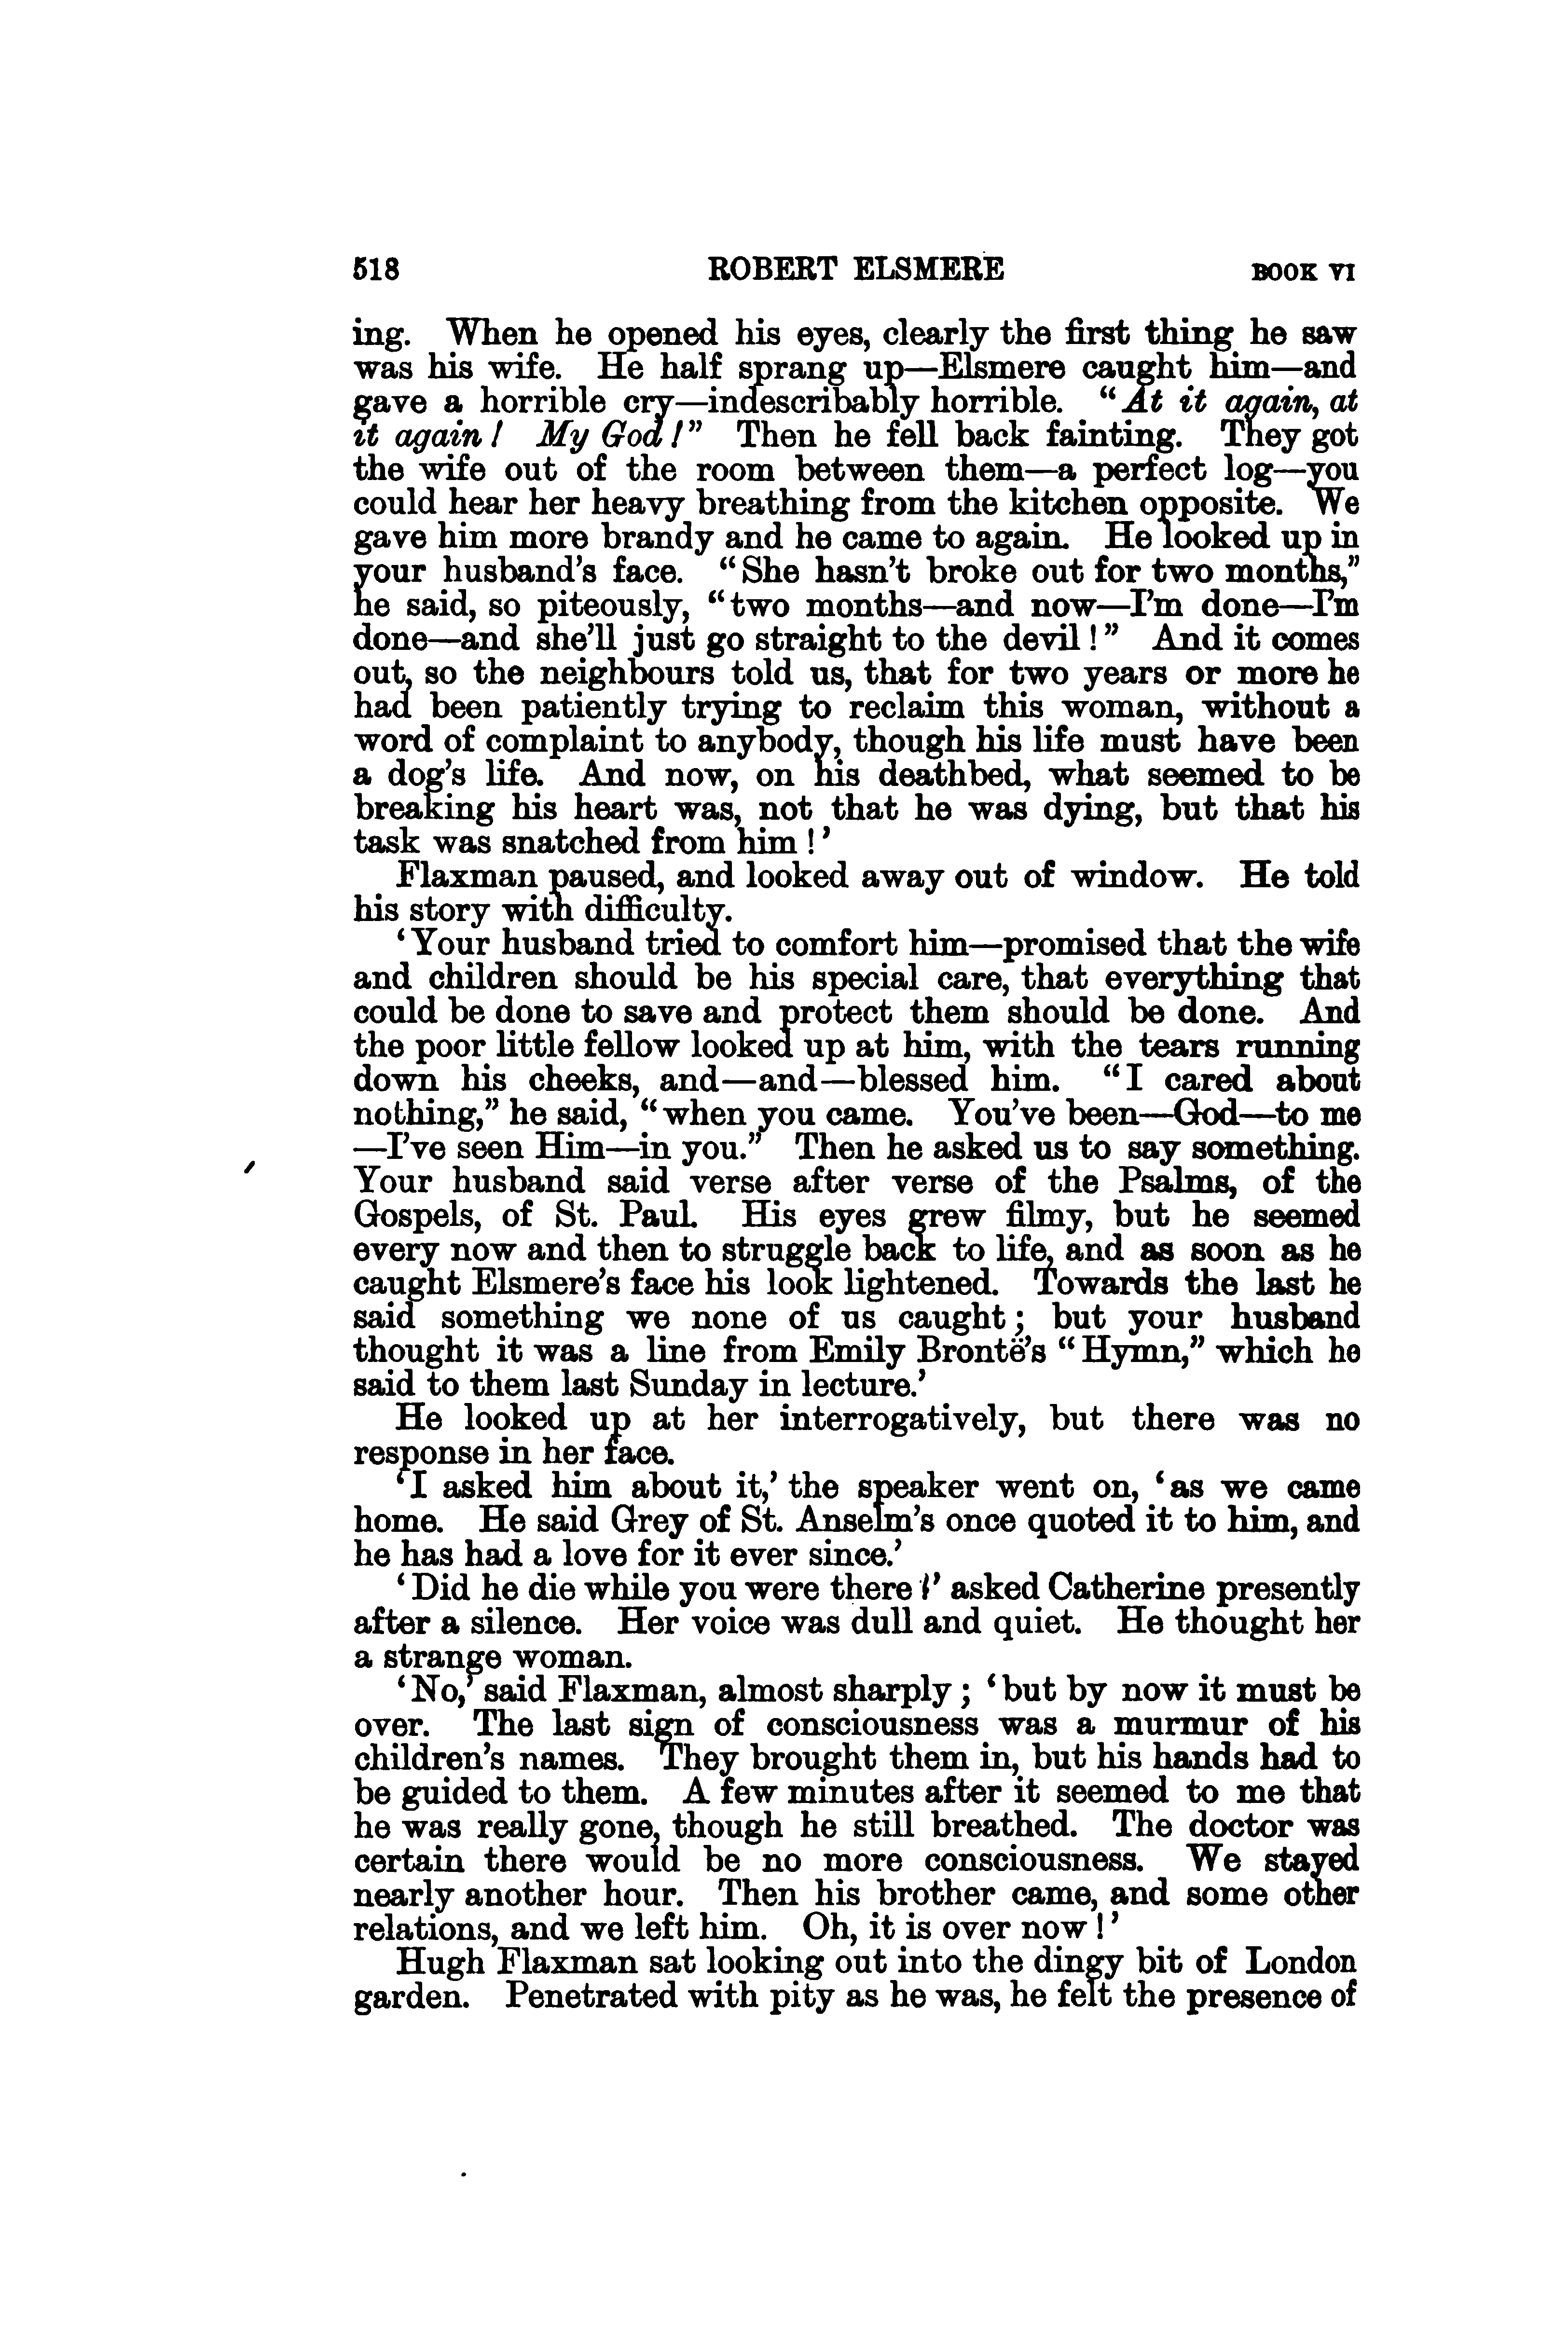 518 ROBERT ELSMERE BOOK VI
ing. When he opened his eyes, clearly the first thing he saw
was his wife. He half sprang up—Elsmere caught him—and
gave a horrible cry—indescribably horrible. “At it again, at
it again! My God!” Then he fell back fainting. They got
the wife out of the room between them—a perfect log—you
could hear her heavy breathing from the kitchen opposite. We
gave him more brandy and he came to again. He looked up in
your husband’s face. “She hasn’t broke out for two months,”
he said, so piteously, “two months—and now—I’m done—I’m
done—and she’ll just go straight to the devil!” And it comes
out, so the neighbours told us, that for two years or more he
had been patiently trying to reclaim this woman, without a
word of complaint to anybody, though his life must have been
a dog’s life. And now, on his deathbed, what seemed to be
breaking his heart was, not that he was dying, but that his
task was snatched from him!’
Flaxman paused, and looked away out of window. He told
his story with difficulty.
‘Your husband tried to comfort him—promised that the wife
and children should be his special care, that everything that
could be done to save and protect them should be done. And
the poor little fellow looked up at him, with the tears running
down his cheeks, and—and—blessed him. “I cared about
nothing,” he said, “when you came. You’ve been—God—to me
—I’ve seen Him—in you.” Then he asked us to say something.
Your husband said verse after verse of the Psalms, of the
Gospels, of St. Paul. His eyes grew filmy, but he seemed
every now and then to struggle back to life, and as soon as he
caught Elsmere’s face his look lightened. Towards the last he
said something we none of us caught; but your husband
thought it was a line from Emily Brontë’s “Hymn,” which he
said to them last Sunday in lecture.’
He looked up at her interrogatively, but there was no
response in her face.
‘I asked him about it,’ the speaker went on, ‘as we came
home. He said Grey of St. Anselm’s once quoted it to him, and
he has had a love for it ever since.’
‘Did he die while you were there?’ asked Catherine presently
after a silence. Her voice was dull and quiet. He thought her
a strange woman.
‘No,’ said Flaxman, almost sharply; ‘but by now it must be
over. The last sign of consciousness was a murmur of his
children’s names. They brought them in, but his hands had to
be guided to them. A few minutes after it seemed to me that
he was really gone, though he still breathed. The doctor was
certain there would be no more consciousness. We stayed
nearly another hour. Then his brother came, and some other
relations, and we left him. Oh, it is over now!’
Hugh Flaxman sat looking out into the dingy bit of London
garden. Penetrated with pity as he was, he felt the presence of